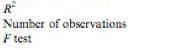 R²
Number of observations
F test